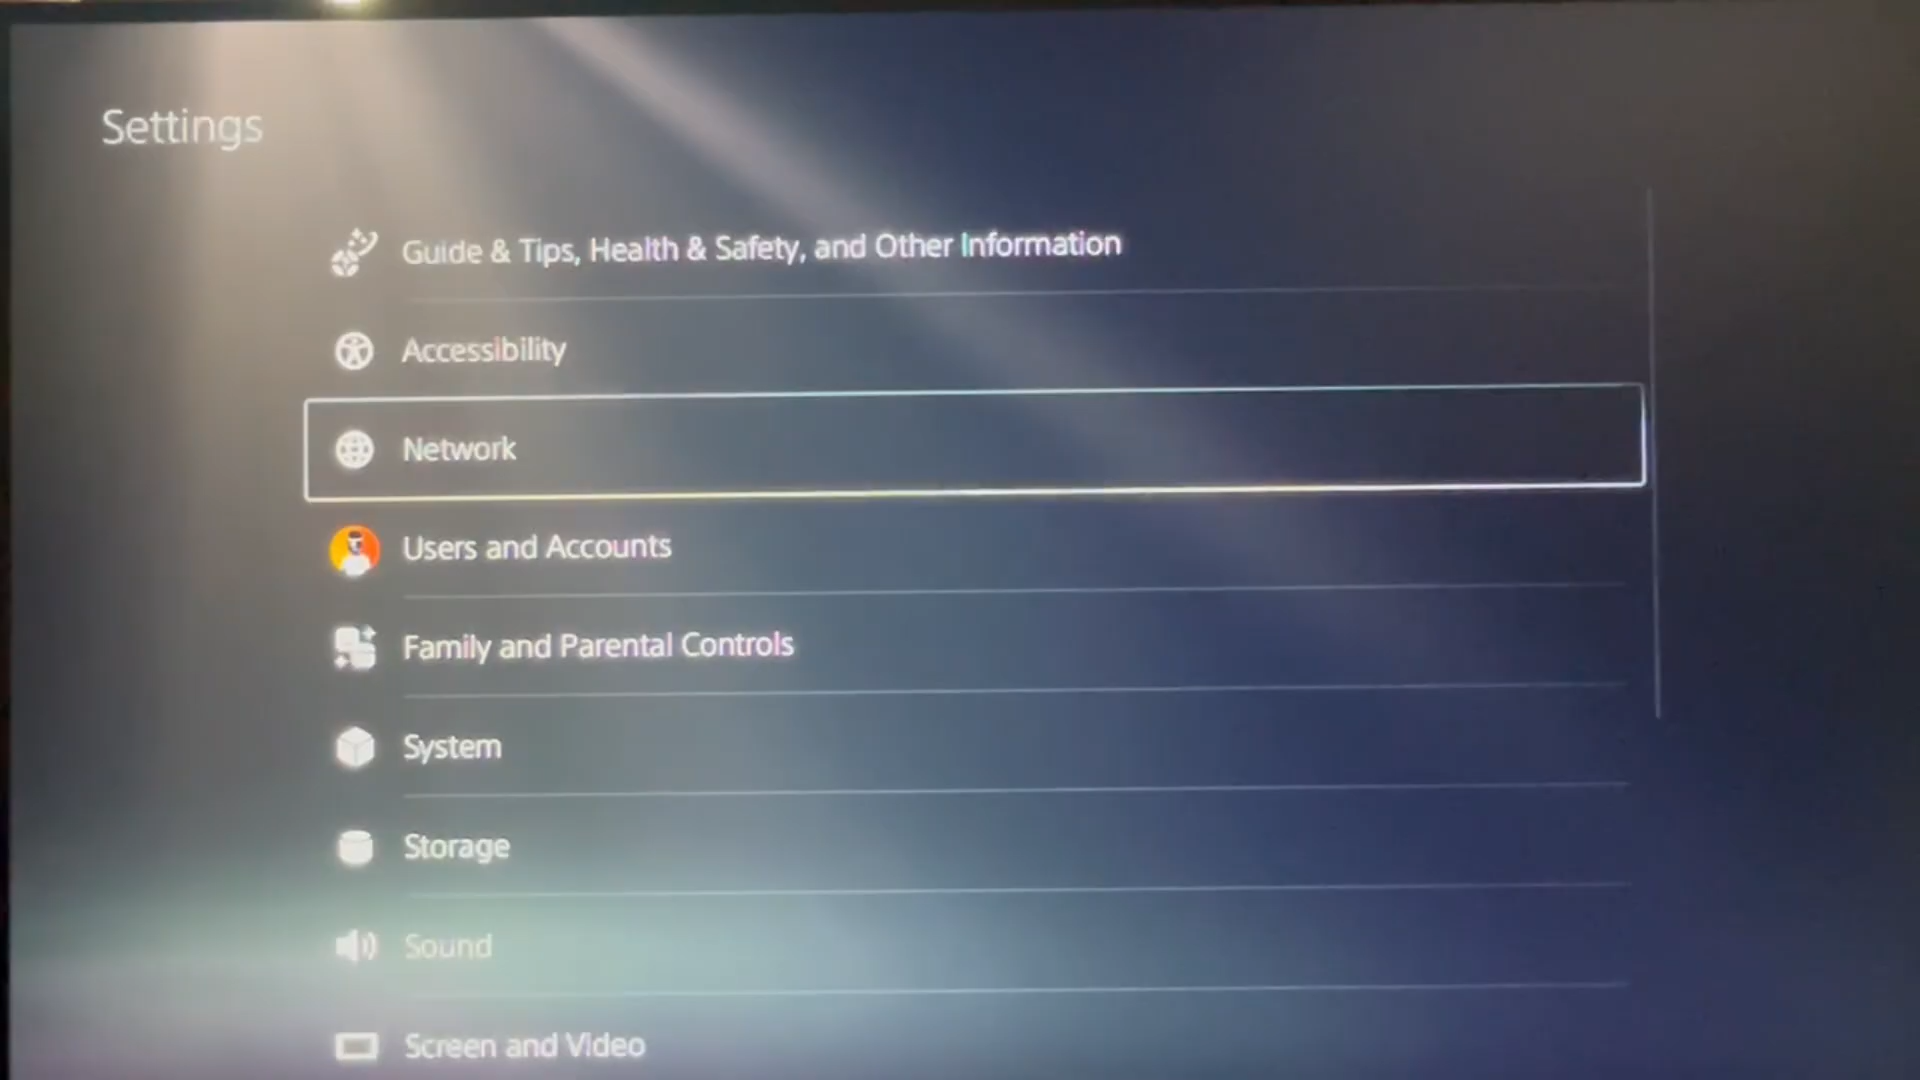 Settings
Guide & Tips, Health & Safety, and Other Information
Accessibility
Network
Users and Accounts
Family and Parental Controls
System
Storage
Sound
Screen and Video